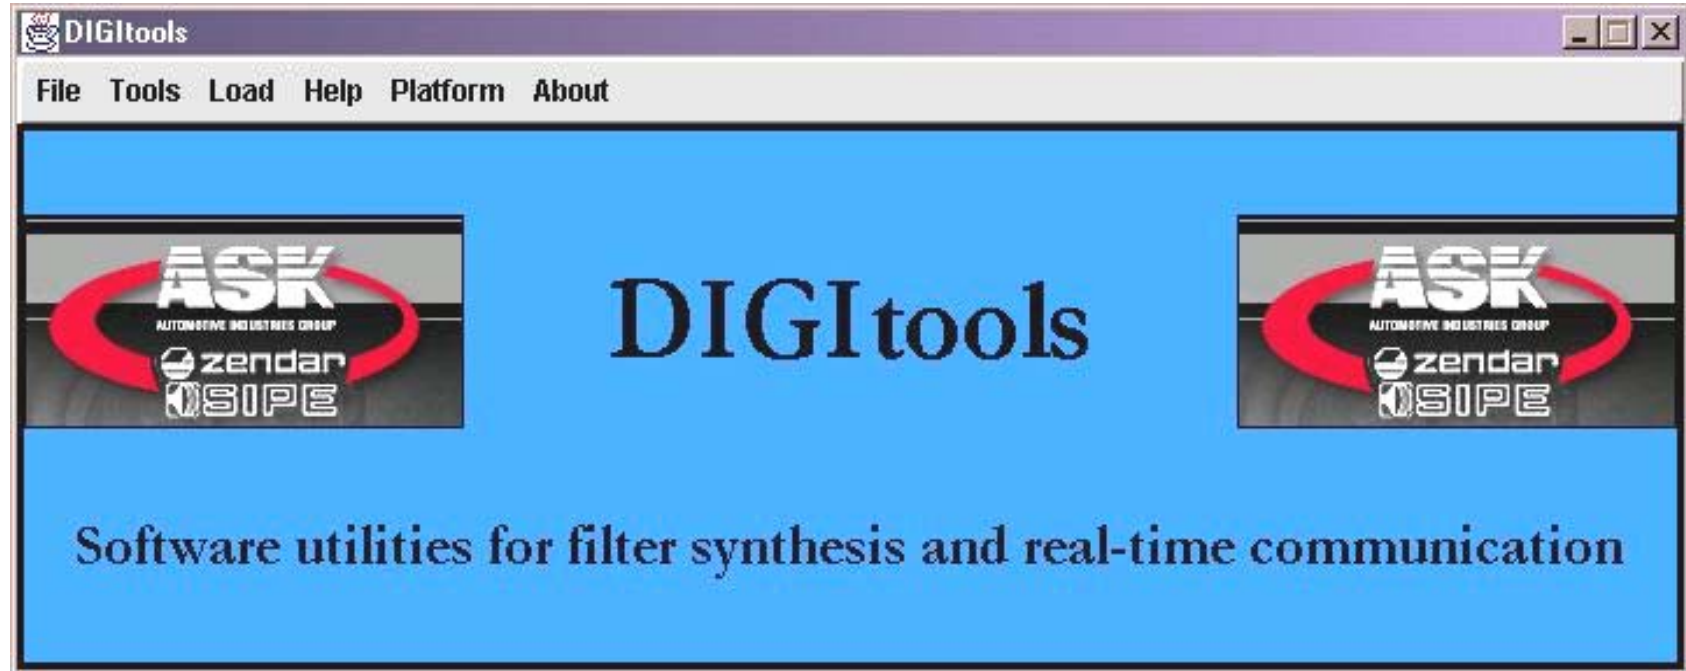 DIGItools
File Tools Load Help Platform About
ASK
AUTOMOTIVE INDUSTRIES GROUP
zendar
SIPE
DIGItools
ASK
AUTOMOTIVE INDUSTRIES GROUP
zendar
SIPE
Software utilities for filter synthesis and real-time communication